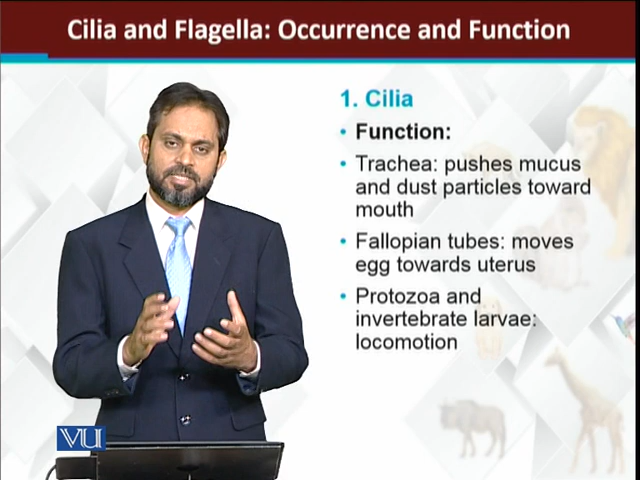 Cilia and Flagella: Occurrence and Function
1. Cilia
• Function:
• Trachea: pushes mucus
and dust particles toward
mouth
• Fallopian tubes: moves
egg towards uterus
• Protozoa and
invertebrate larvae:
locomotion
VU